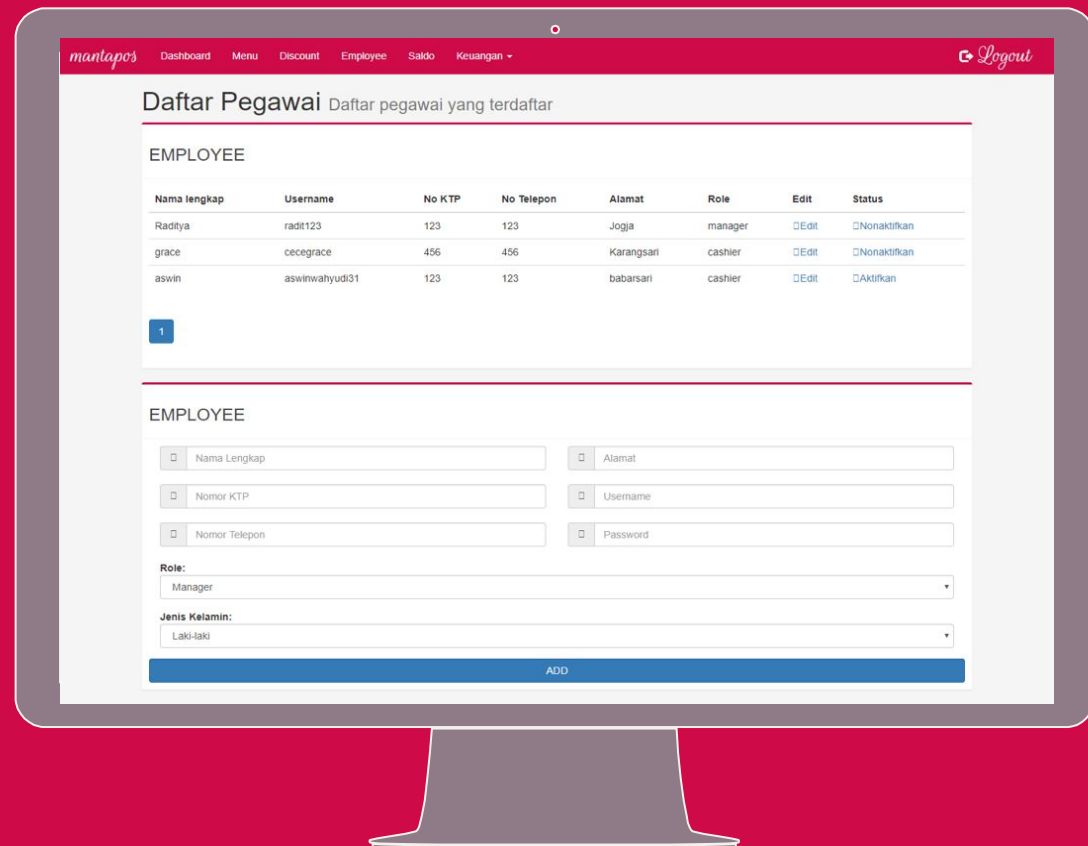 mantapos Dashboard Menu Discount Employee Saldo Keuangan Logout
Daftar Pegawai Daftar pegawai yang terdaftar
EMPLOYEE
Nama lengkap Username No KTP No Telepon Alamat Role Edit Status
Raditya radit123 123 123 Jogja manager Edit Nonaktifkan
grace cecegrace 456 456 Karangsari cashier Edit Nonaktifkan
aswin aswinwahyudi31 123 123 babarsari cashier Edit Aktifkan
1
EMPLOYEE
Nama Lengkap Alamat
Nomor KTP Username
Nomor Telepon Password
Role:
Manager
Jenis Kelamin:
Laki-laki
ADD